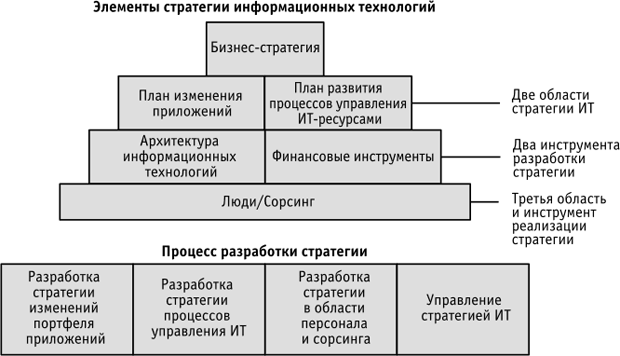 Элементы стратегии информационных технологий
Бизнес-стратегия
План изменения
приложений
План развития
процессов управления
ИТ-ресурсами
Две области
стратегии ИТ
Архитектура
информационных
технологий
Финансовые инструменты
Два инструмента
разработки
стратегии
Люди/Сорсинг
Третья область
и инструмент
реализации
стратегии
Процесс разработки стратегии
Разработка
стратегии
изменений
портфеля
приложений
Разработка
стратегии
процессов
управления ИТ
Разработка
стратегии
в области
персонала
и сорсинга
Управление
стратегией ИТ